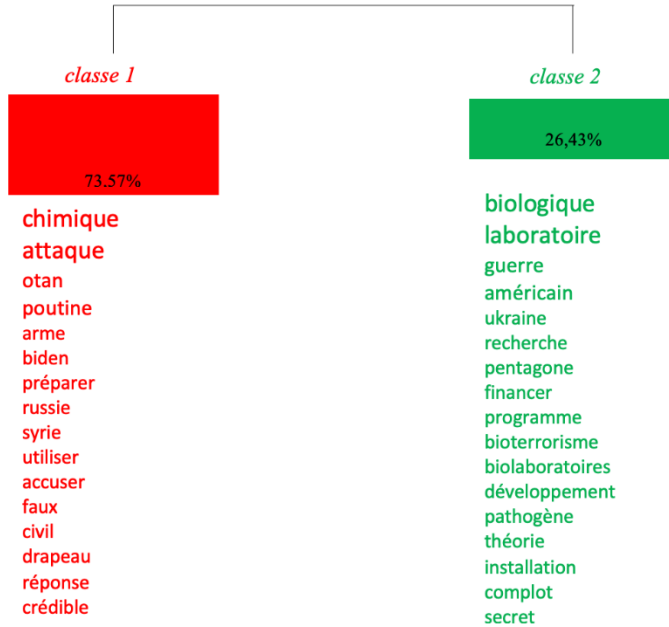 classe 1
73.57%
chimique
attaque
otan
poutine
arme
biden
préparer
russie
syrie
utiliser
accuser
faux
civil
drapeau
réponse
crédible
classe 2
26,43%
biologique
laboratoire
guerre
américain
ukraine
recherche
pentagone
financer
programme
bioterrorisme
biolaboratoires
développement
pathogène
théorie
installation
complot
secret